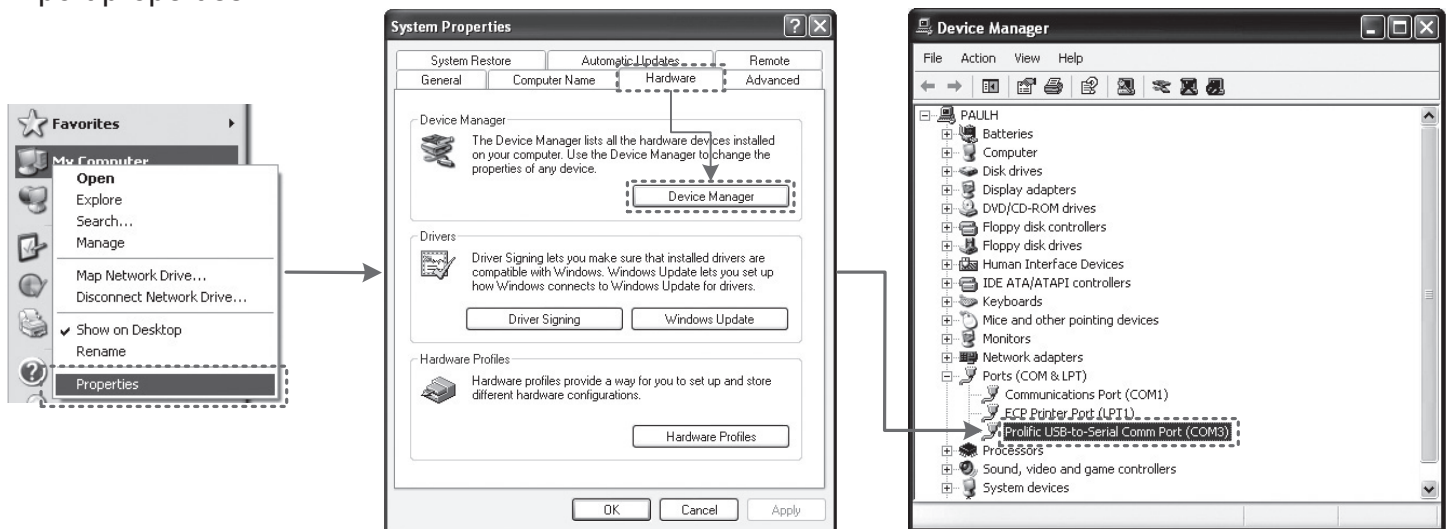 System Properties
System Restore Automatic Updates Remote
General Computer Name Hardware Advanced
Device Manager
The Device Manager lists all the hardware devices installed
on your computer. Use the Device Manager to change the
properties of any device.
Device Manager
Drivers
Driver Signing lets you make sure that installed drivers are
compatible with Windows. Windows Update lets you set up
how Windows connects to Windows Update for drivers.
Driver Signing Windows Update
Hardware Profiles
Hardware profiles provide a way for you to set up and store
different hardware configurations.
Hardware Profiles
OK Cancel Apply
Favorites
My Computer
Open
Explore
Search...
Manage
Map Network Drive...
Disconnect Network Drive...
Show on Desktop
Rename
Properties
Device Manager
File Action View Help
PAULH
Batteries
Computer
Disk drives
Display adapters
DVD/CD-ROM drives
Floppy disk controllers
Floppy disk drives
Human Interface Devices
IDE ATA/ATAPI controllers
Keyboards
Mice and other pointing devices
Monitors
Network adapters
Ports (COM & LPT)
Communications Port (COM1)
ECP Printer Port (LPT1)
Prolific USB-to-Serial Comm Port (COM3)
Processors
Sound, video and game controllers
System devices